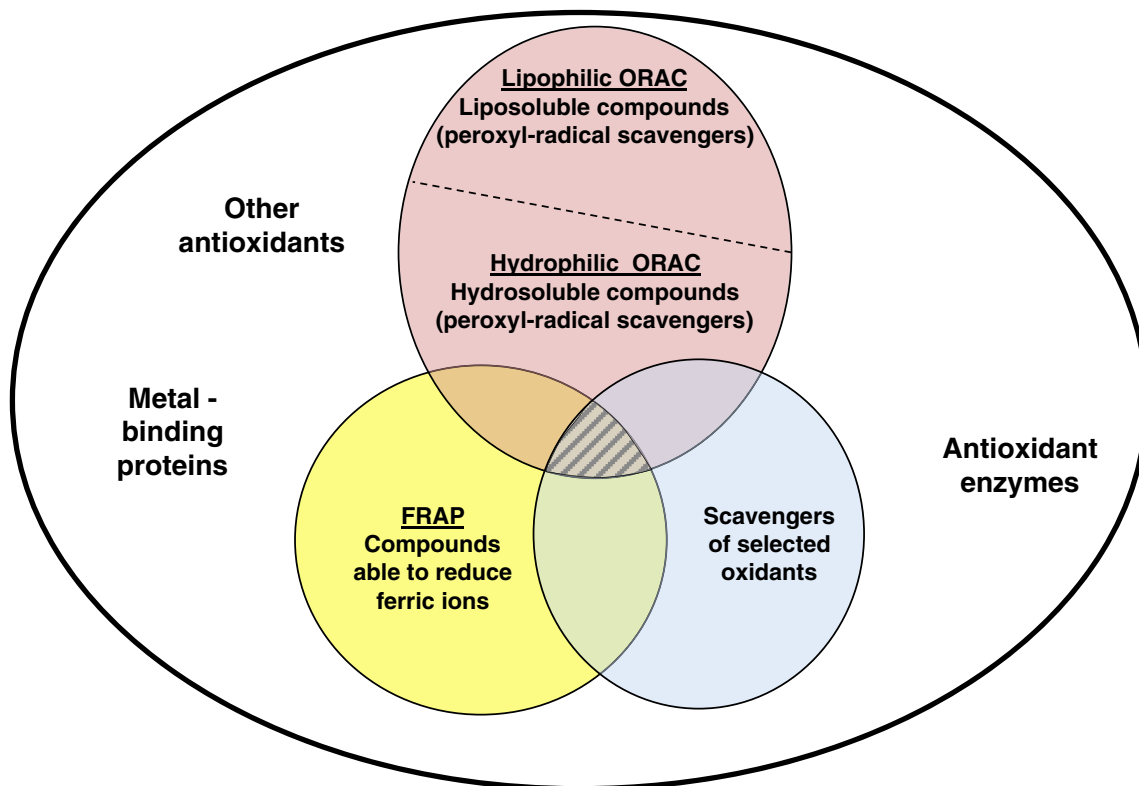 Lipophilic ORAC
Liposoluble compounds
(peroxyl-radical scavengers)
Other
antioxidants
Hydrophilic ORAC
Hydrosoluble compounds
(peroxyl-radical scavengers)
Metal -
binding
proteins
Antioxidant
enzymes
FRAP
Compounds
able to reduce
ferric ions
Scavengers
of selected
oxidants